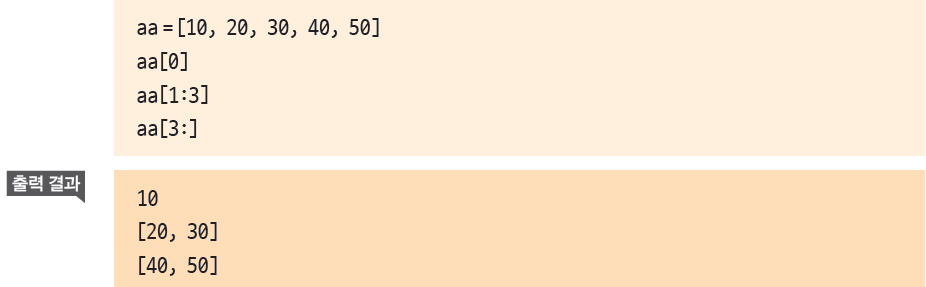 aa = [10, 20, 30, 40, 50]
aa[0]
aa[1:3]
aa[3:]
출력 결과
10
[20, 30]
[40, 50]